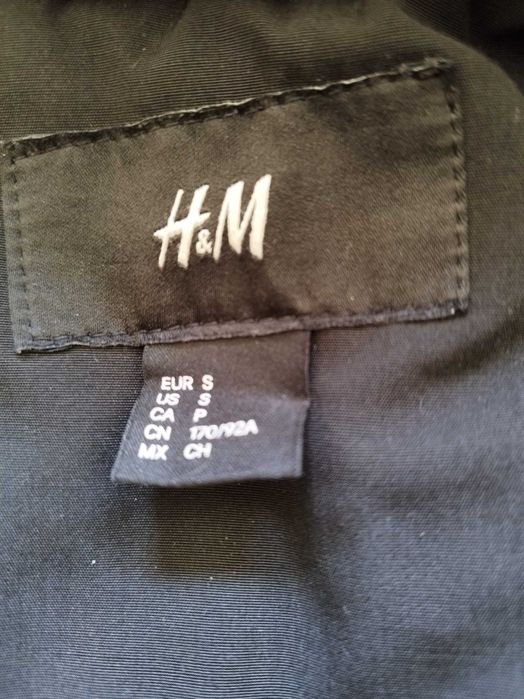 H&M
EUR S
US S
CA P
CN 170/92A
MX CH